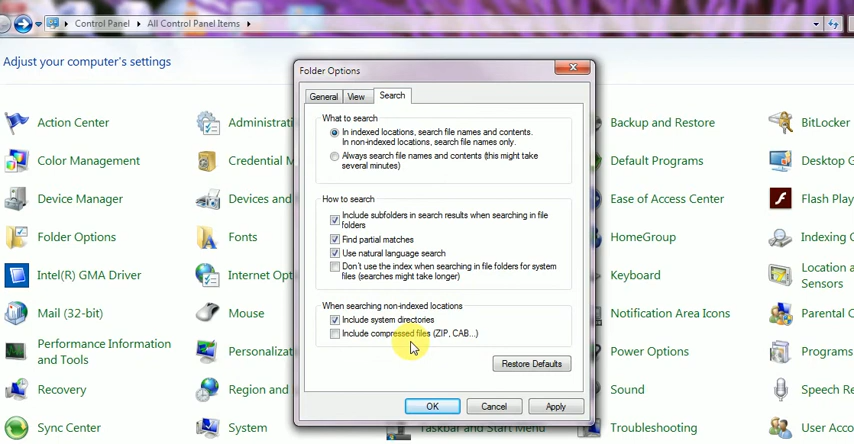 Control Panel
All Control Panel Items
Adjust your computer's settings
Action Center
Color Management
Device Manager
Folder Options
Intel(R) GMA Driver
Mail (32-bit)
Performance Information
and Tools
Recovery
Sync Center
Administra
Credential M
Devices and
Fonts
Internet Opt
Mouse
Personaliza
Region and
System
Taskbar and Start Menu
Folder Options
General
View
Search
What to search
In indexed locations, search file names and contents.
In non-indexed locations, search file names only.
Always search file names and contents (this might take
several minutes)
How to search
Include subfolders in search results when searching in file
folders
Find partial matches
Use natural language search
Don't use the index when searching in file folders for system
files (searches might take longer)
When searching non-indexed locations
Include system directories
Include compressed files (ZIP, CAB...)
Restore Defaults
OK
Cancel
Apply
Backup and Restore
Default Programs
Ease of Access Center
HomeGroup
Keyboard
Notification Area Icons
Power Options
Sound
Troubleshooting
BitLocker
Desktop G
Flash Play
Indexing O
Location a
Sensors
Parental C
Programs
Speech Re
User Acco